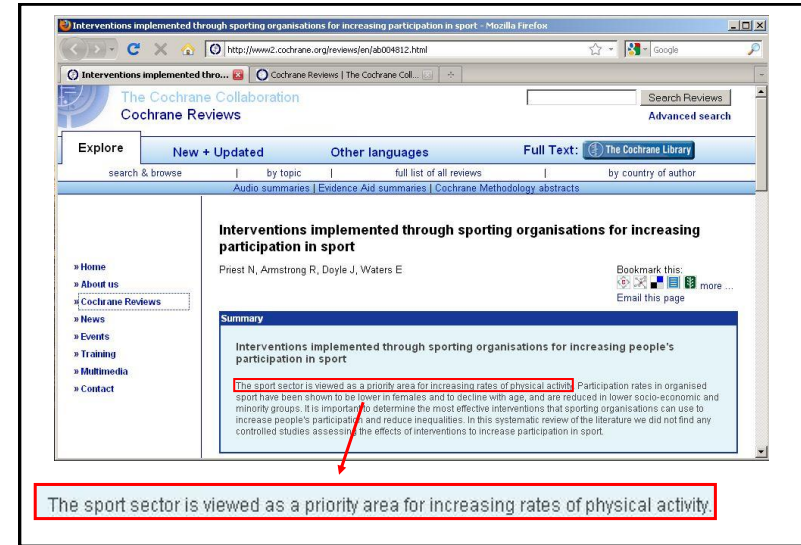 Interventions implemented through sporting organisations for increasing participation in sport - Mozilla Firefox
http://www2.cochrane.org/reviews/en/ab004812.html
Google
Interventions implemented thro...
Cochrane Reviews | The Cochrane Coll...
The Cochrane Collaboration
Cochrane Reviews
Search Reviews
Advanced search
Explore
New + Updated
Other languages
Full Text: The Cochrane Library
search & browse | by topic | full list of all reviews | by country of author
Audio summaries | Evidence Aid summaries | Cochrane Methodology abstracts
Interventions implemented through sporting organisations for increasing
participation in sport
Priest N, Armstrong R, Doyle J, Waters E
Bookmark this:
more ...
Email this page
» Home
» About us
» Cochrane Reviews
» News
» Events
» Training
» Multimedia
» Contact
Summary
Interventions implemented through sporting organisations for increasing people's
participation in sport
The sport sector is viewed as a priority area for increasing rates of physical activity. Participation rates in organised
sport have been shown to be lower in females and to decline with age, and are reduced in lower socio-economic and
minority groups. It is important to determine the most effective interventions that sporting organisations can use to
increase people's participation and reduce inequalities. In this systematic review of the literature we did not find any
controlled studies assessing the effects of interventions to increase participation in sport.
The sport sector is viewed as a priority area for increasing rates of physical activity.